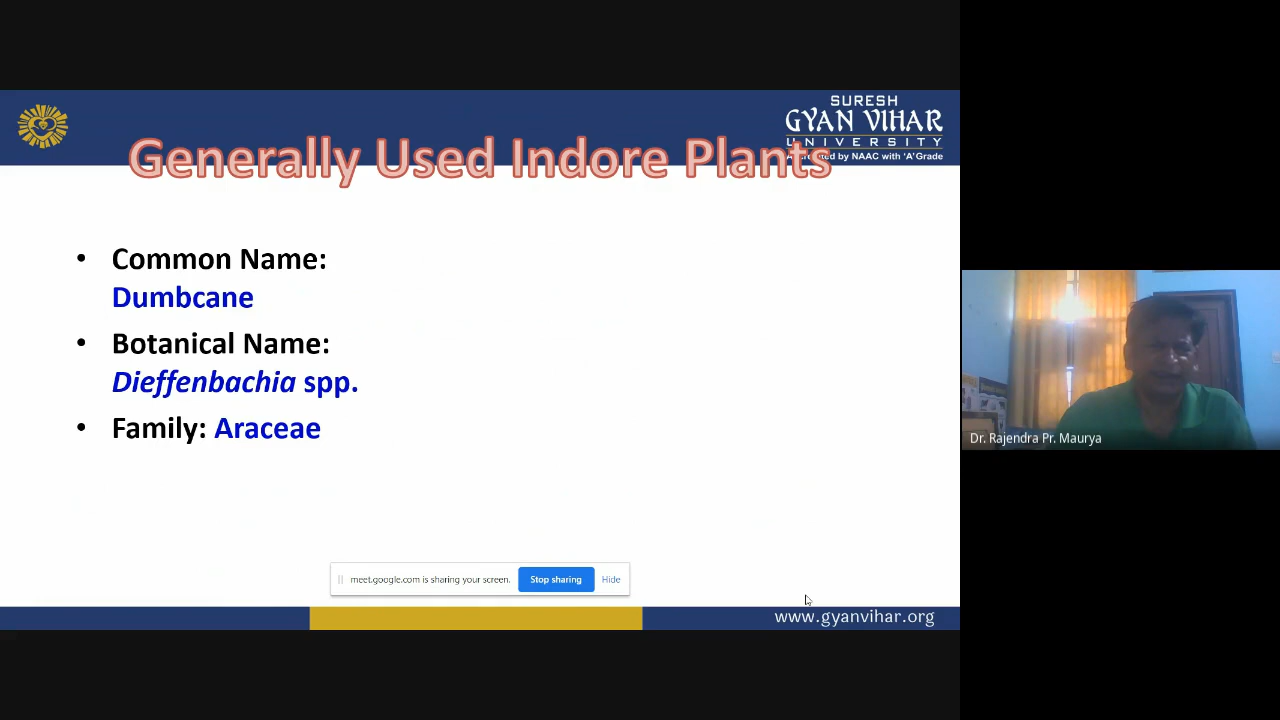 SURESH
GYAN VIHAR
UNIVERSITY
Accredited by NAAC with 'A' Grade
Generally Used Indore Plants
• Common Name:
Dumbcane
• Botanical Name:
Dieffenbachia spp.
• Family: Araceae
Dr. Rajendra Pr. Maurya
meet.google.com is sharing your screen.
Stop sharing
Hide
www.gyanvihar.org